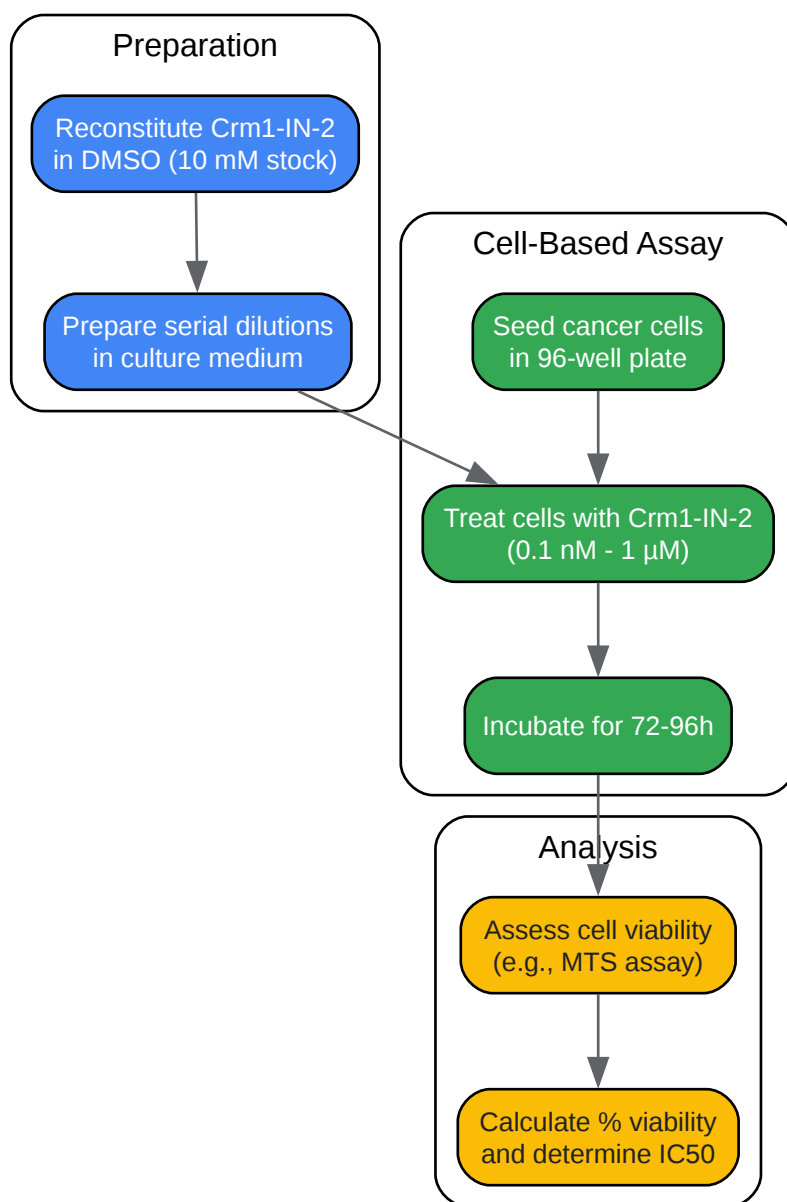 Preparation
Reconstitute Crm1-IN-2
in DMSO (10 mM stock)
Prepare serial dilutions
in culture medium
Cell-Based Assay
Seed cancer cells
in 96-well plate
Treat cells with Crm1-IN-2
(0.1 nM - 1 µM)
Incubate for 72-96h
Analysis
Assess cell viability
(e.g., MTS assay)
Calculate % viability
and determine IC50